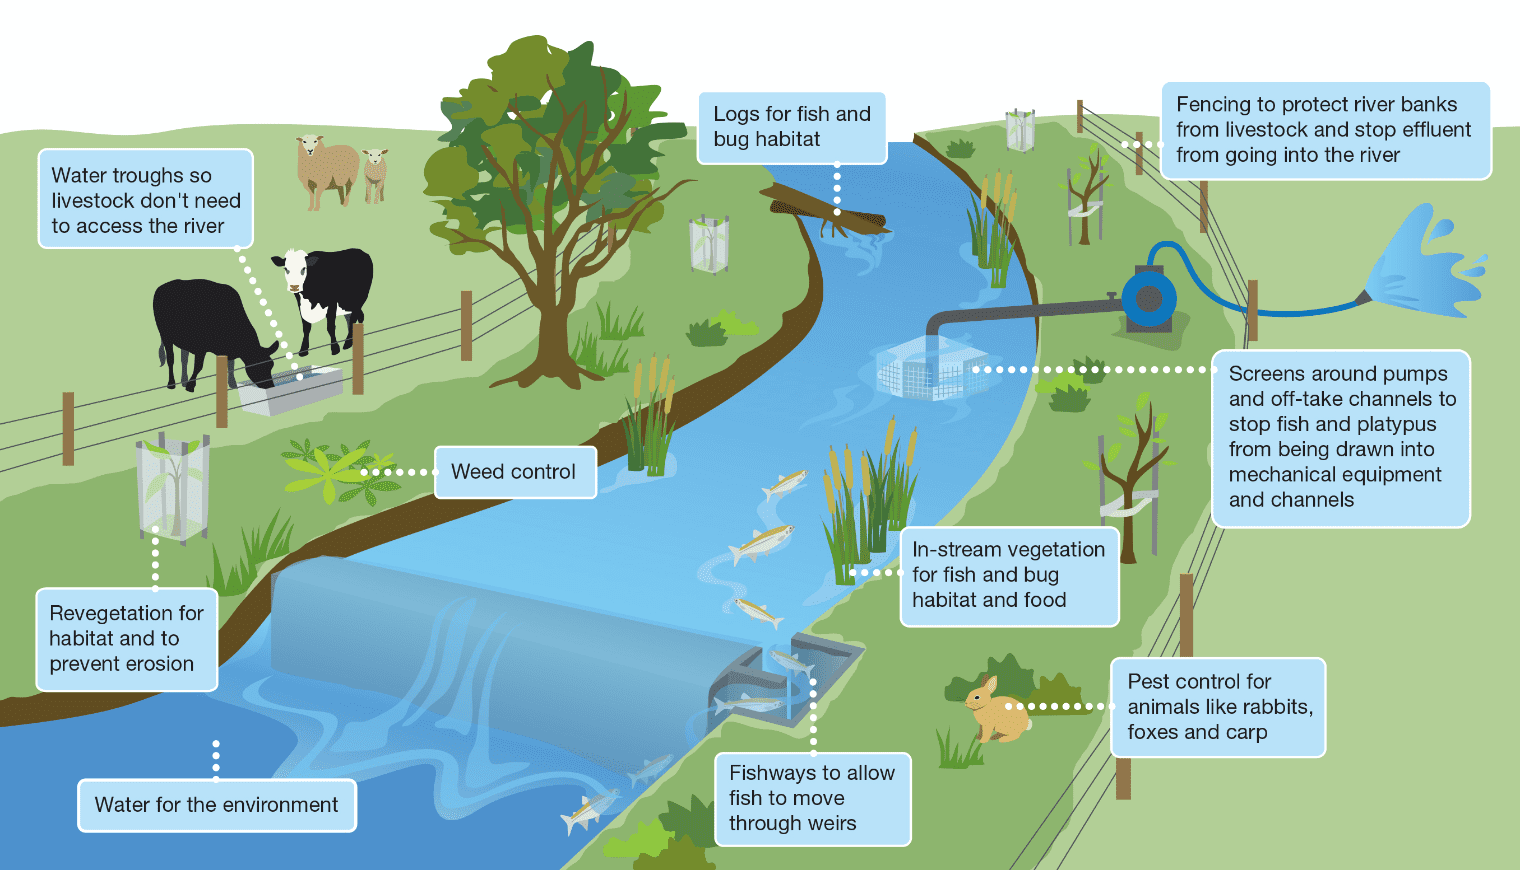 Logs for fish and
bug habitat
Fencing to protect river banks
from livestock and stop effluent
from going into the river
Water troughs so
livestock don't need
to access the river
Screens around pumps
and off-take channels to
stop fish and platypus
from being drawn into
mechanical equipment
and channels
Weed control
In-stream vegetation
for fish and bug
habitat and food
Revegetation for
habitat and to
prevent erosion
Pest control for
animals like rabbits,
foxes and carp
Fishways to allow
fish to move
through weirs
Water for the environment